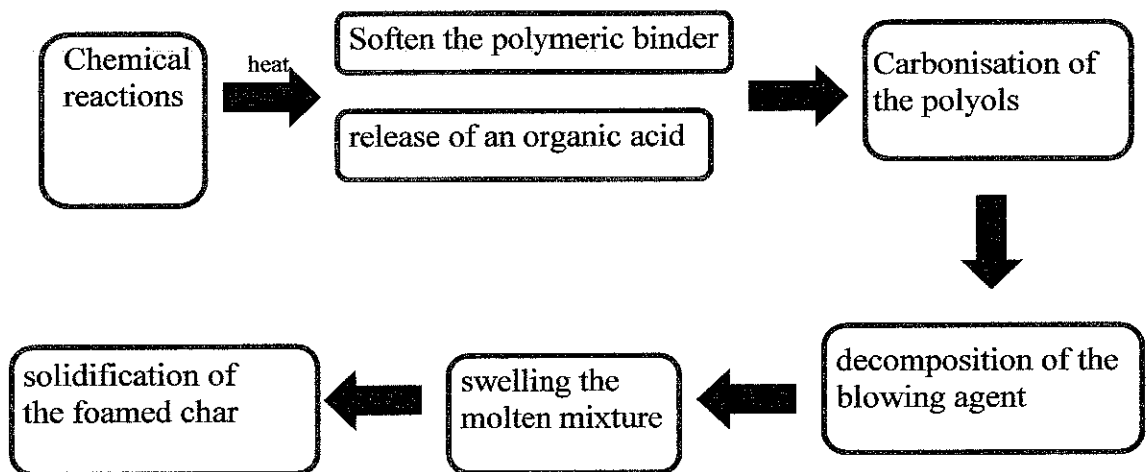 Chemical
reactions
heat
Soften the polymeric binder
release of an organic acid
Carbonisation of
the polyols
decomposition of the
blowing agent
swelling the
molten mixture
solidification of
the foamed char